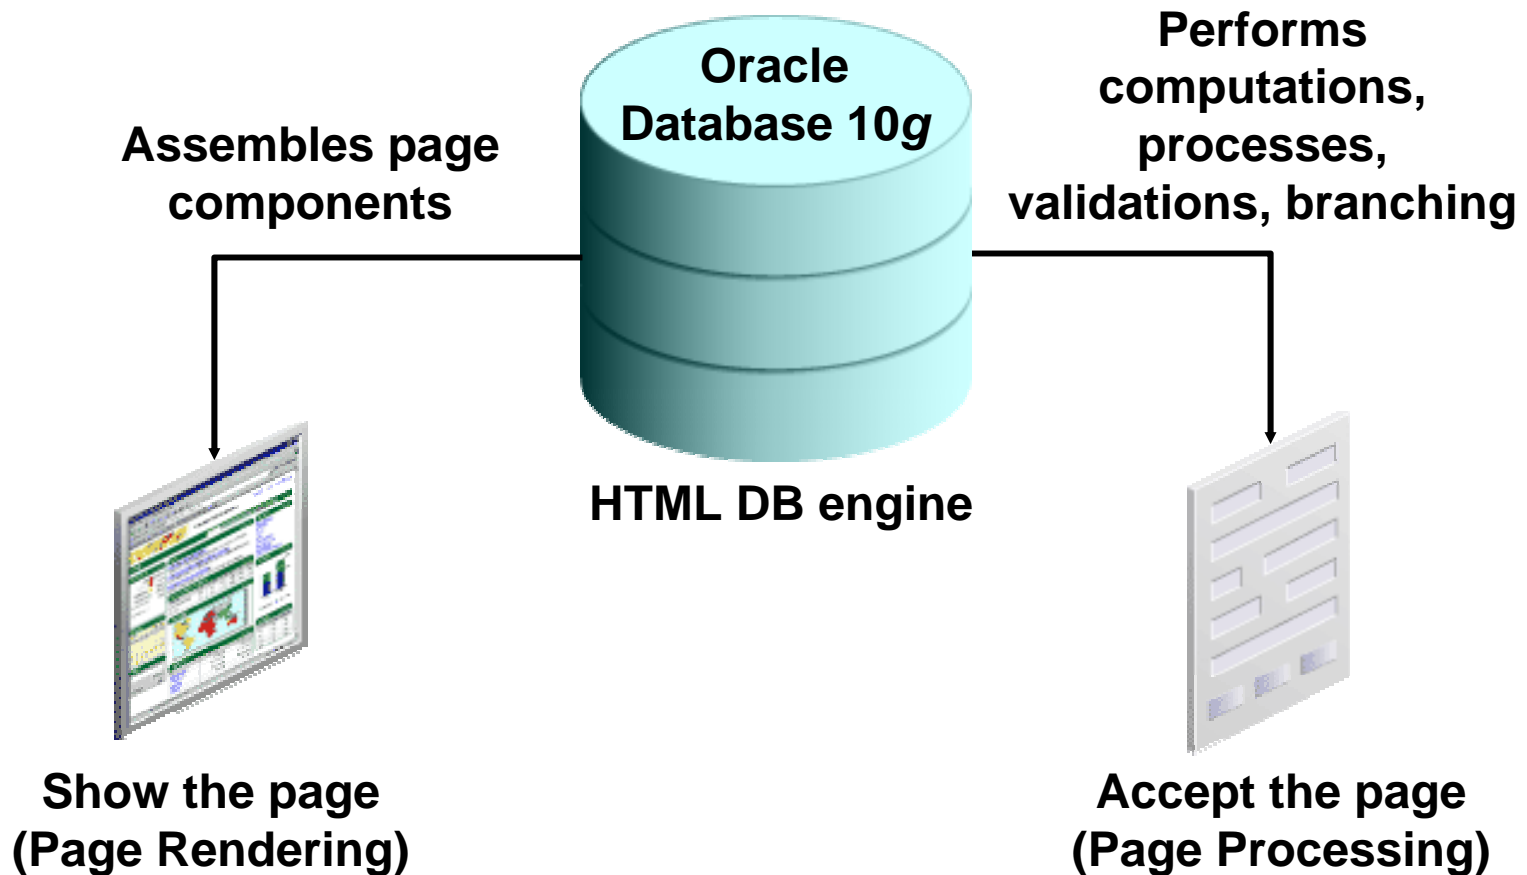 Oracle
Database 10g
Performs
computations,
processes,
validations, branching
Assembles page
components
HTML DB engine
Show the page
(Page Rendering)
Accept the page
(Page Processing)